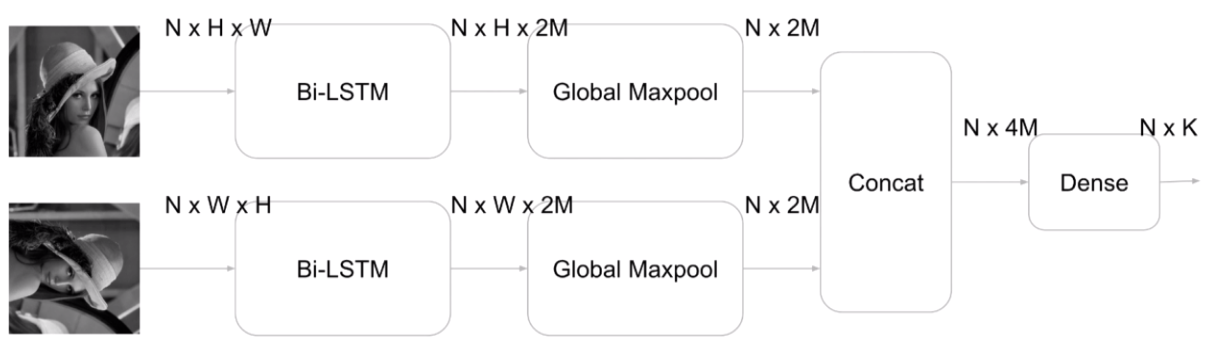 N x H x W
N x H x 2M
N x 2M
Bi-LSTM
Global Maxpool
N x 4M
N x K
Concat
Dense
N x W x H
N x W x 2M
N x 2M
Bi-LSTM
Global Maxpool